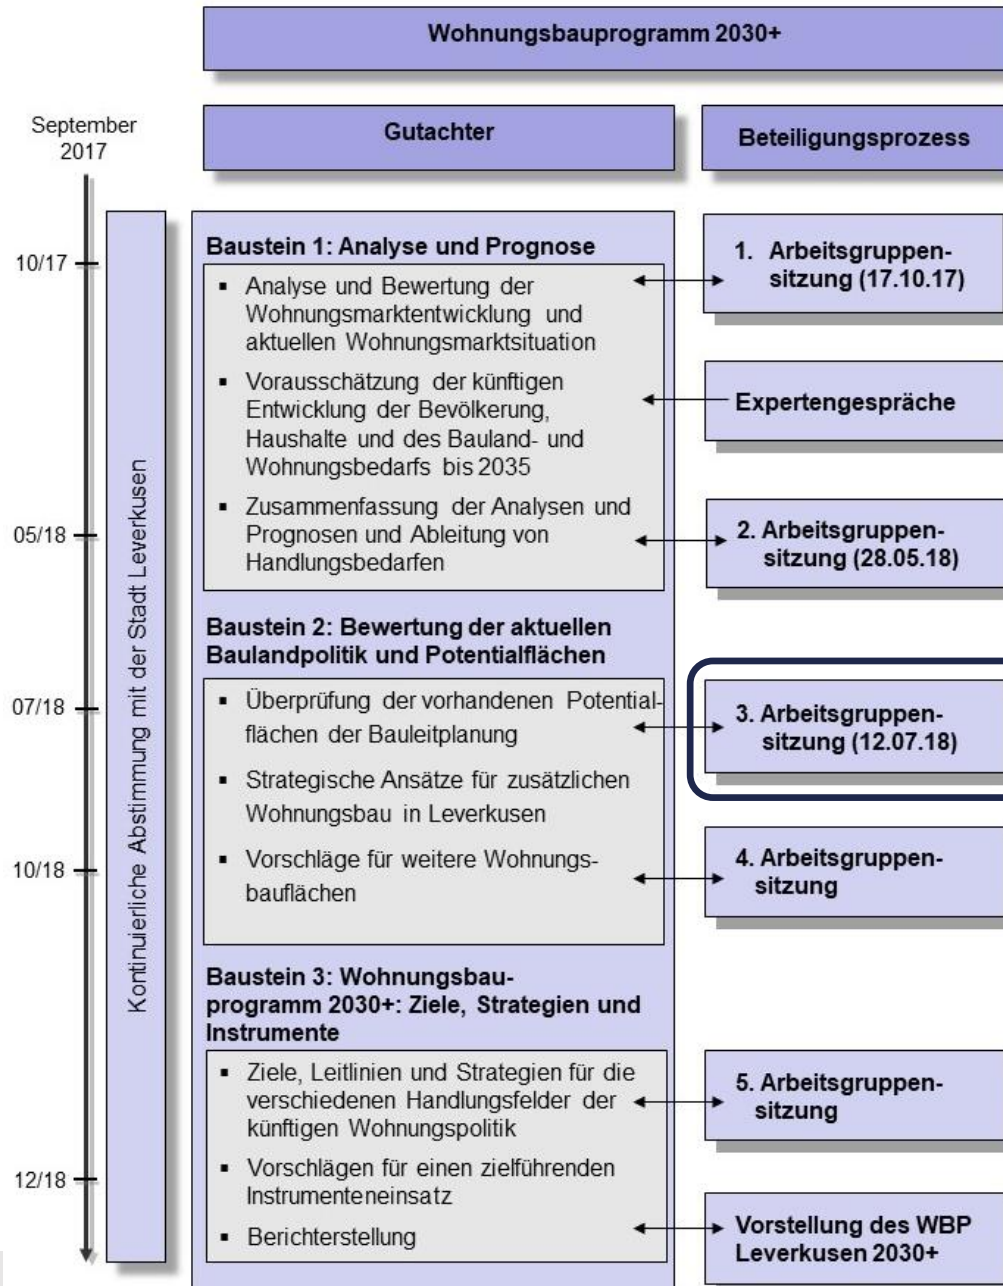 Wohnungsbauprogramm 2030+
September
2017
Gutachter
Beteiligungsprozess
10/17
05/18
07/18
10/18
12/18
Kontinuierliche Abstimmung mit der Stadt Leverkusen
Baustein 1: Analyse und Prognose
▪ Analyse und Bewertung der
Wohnungsmarktentwicklung und
aktuellen Wohnungsmarktsituation
▪ Vorausschätzung der künftigen
Entwicklung der Bevölkerung,
Haushalte und des Bauland- und
Wohnungsbedarfs bis 2035
▪ Zusammenfassung der Analysen und
Prognosen und Ableitung von
Handlungsbedarfen
Baustein 2: Bewertung der aktuellen
Baulandpolitik und Potentialflächen
▪ Überprüfung der vorhandenen Potential-
flächen der Bauleitplanung
▪ Strategische Ansätze für zusätzlichen
Wohnungsbau in Leverkusen
▪ Vorschläge für weitere Wohnungs-
bauflächen
Baustein 3: Wohnungsbau-
programm 2030+: Ziele, Strategien und
Instrumente
▪ Ziele, Leitlinien und Strategien für die
verschiedenen Handlungsfelder der
künftigen Wohnungspolitik
▪ Vorschlägen für einen zielführenden
Instrumenteneinsatz
▪ Berichterstellung
1. Arbeitsgruppen-
sitzung (17.10.17)
Expertengespräche
2. Arbeitsgruppen-
sitzung (28.05.18)
3. Arbeitsgruppen-
sitzung (12.07.18)
4. Arbeitsgruppen-
sitzung
5. Arbeitsgruppen-
sitzung
Vorstellung des WBP
Leverkusen 2030+